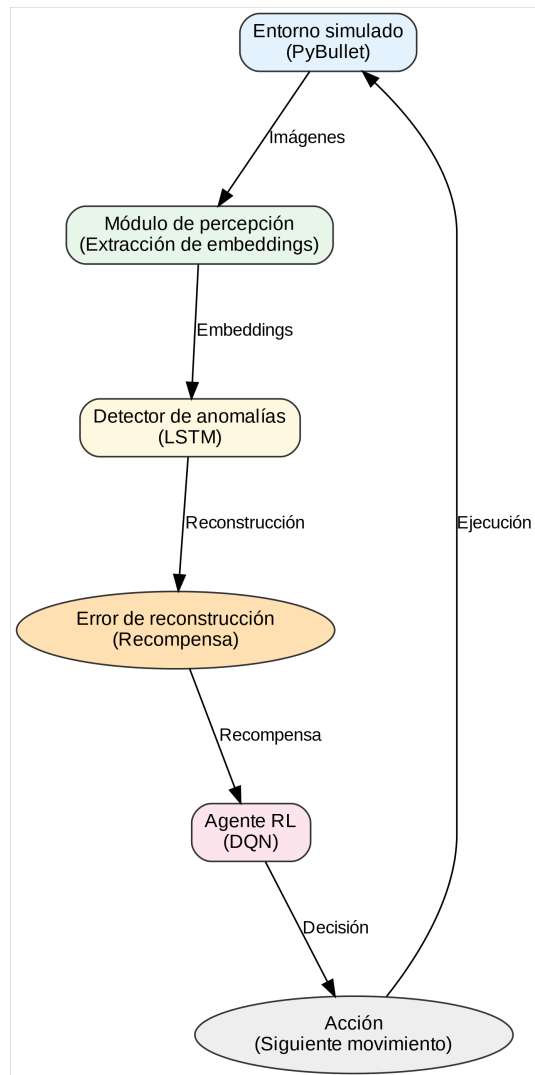 Entorno simulado
(PyBullet)
Imágenes
Módulo de percepción
(Extracción de embeddings)
Embeddings
Detector de anomalías
(LSTM)
Reconstrucción
Ejecución
Error de reconstrucción
(Recompensa)
Recompensa
Agente RL
(DQN)
Decisión
Acción
(Siguiente movimiento)